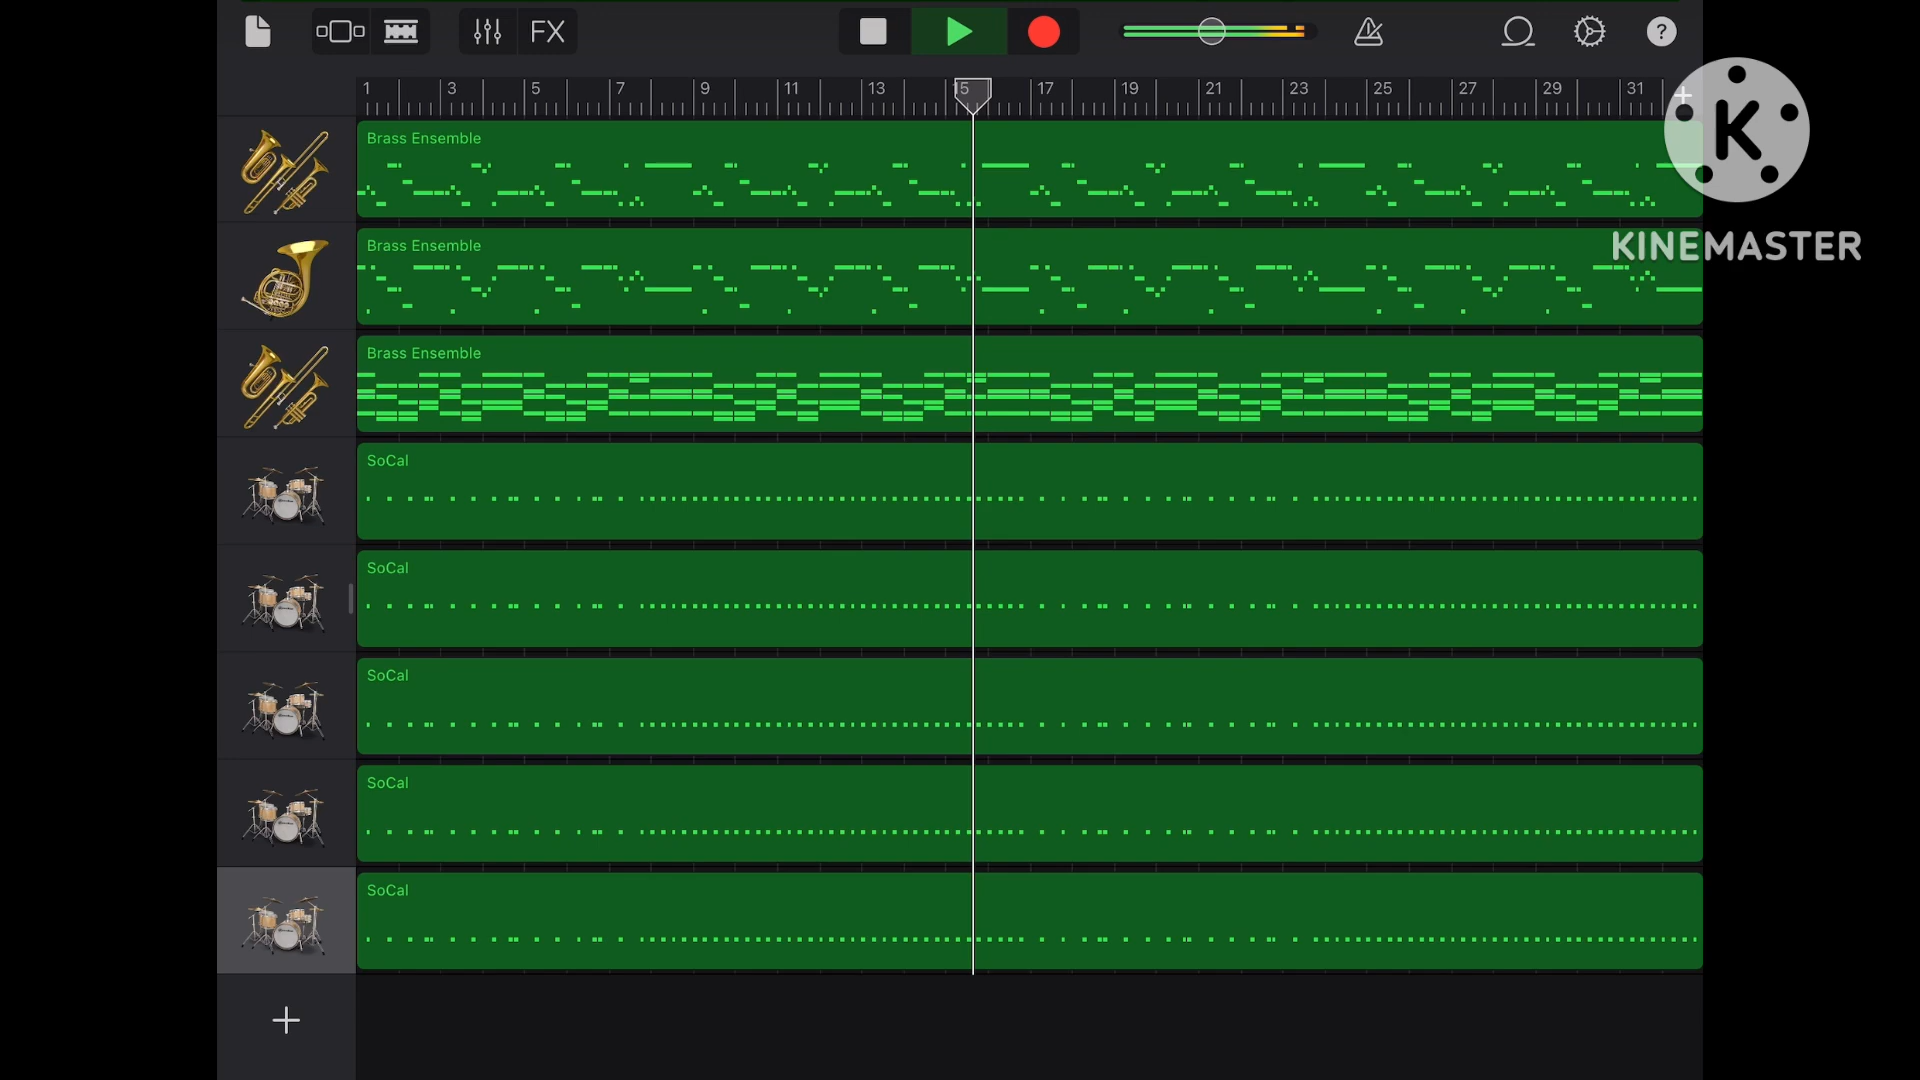 FX
?
1 3 5 7 9 11 13 15 17 19 21 23 25 27 29 31
K
KINEMASTER
Brass Ensemble
Brass Ensemble
Brass Ensemble
SoCal
SoCal
SoCal
SoCal
SoCal